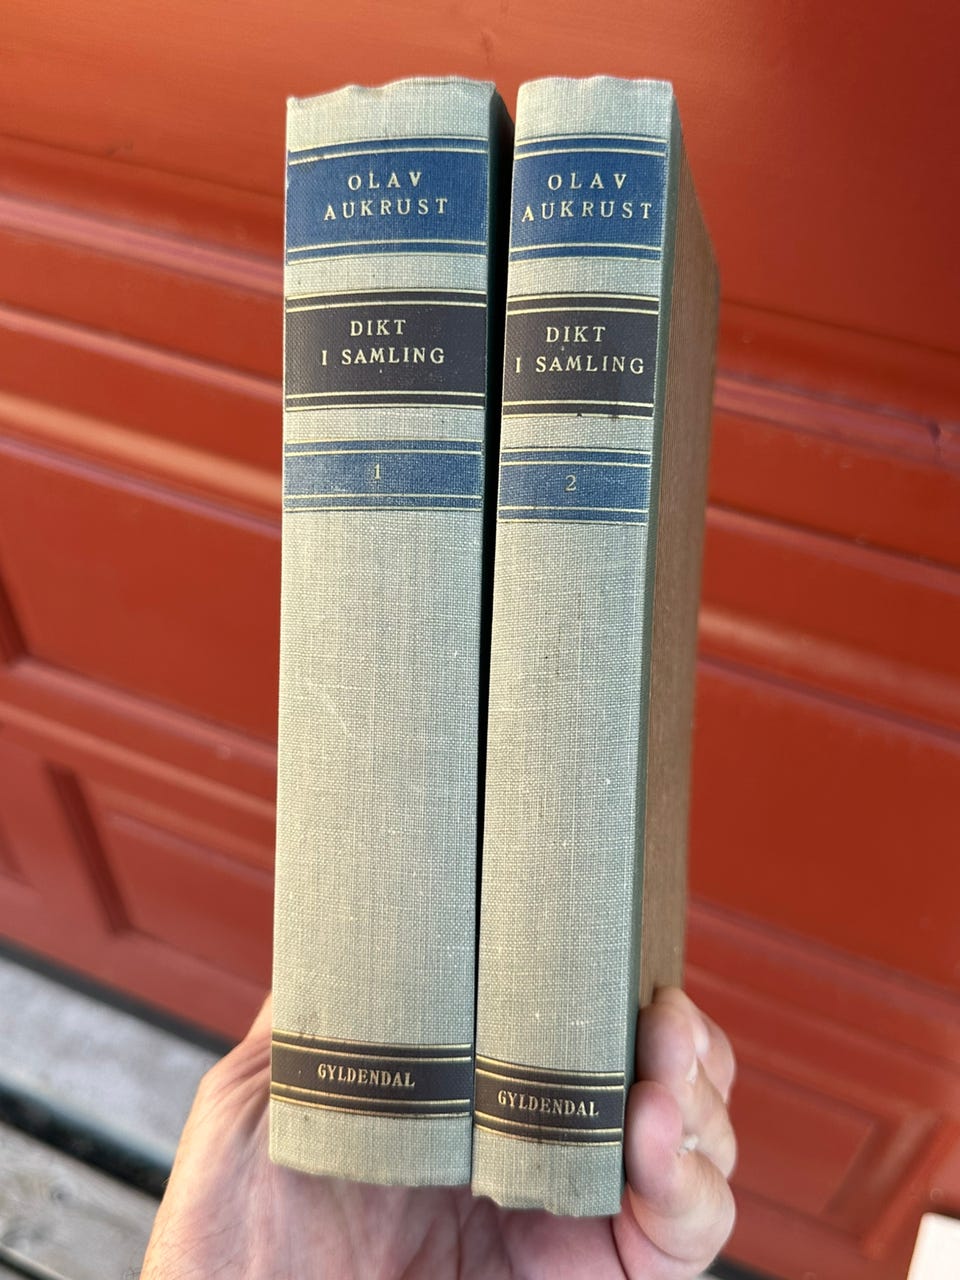 OLAV
AUKRUST
DIKT
I SAMLING
1
GYLDENDAL
OLAV
AUKRUST
DIKT
I SAMLING
2
GYLDENDAL